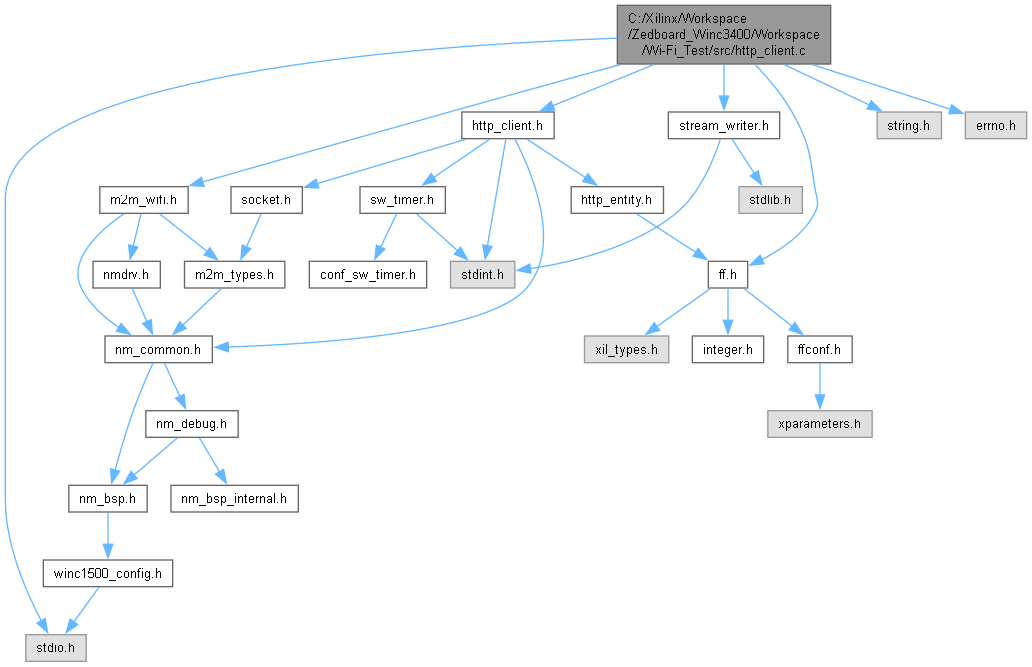 C:/Xilinx/Workspace
/Zedboard_Winc3400/Workspace
/Wi-Fi_Test/src/http_client.c
http_client.h
stream_writer.h
string.h
errno.h
m2m_wifi.h
socket.h
sw_timer.h
http_entity.h
stdlib.h
nmdrv.h
m2m_types.h
conf_sw_timer.h
stdint.h
ff.h
nm_common.h
xil_types.h
integer.h
ffconf.h
nm_debug.h
xparameters.h
nm_bsp.h
nm_bsp_internal.h
winc1500_config.h
stdio.h